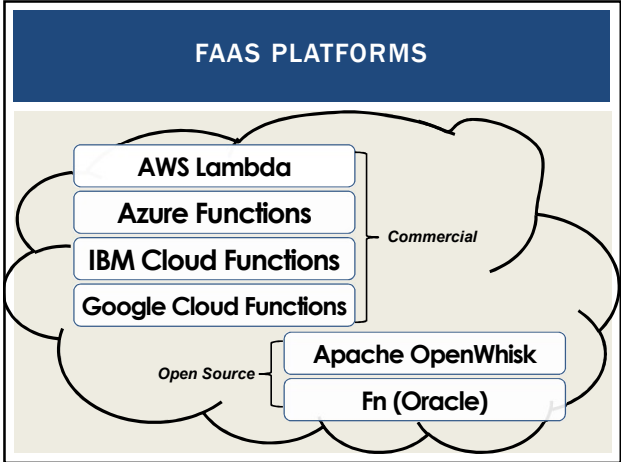 FAAS PLATFORMS
AWS Lambda
Azure Functions
IBM Cloud Functions
Google Cloud Functions
Commercial
Apache OpenWhisk
Open Source
Fn (Oracle)